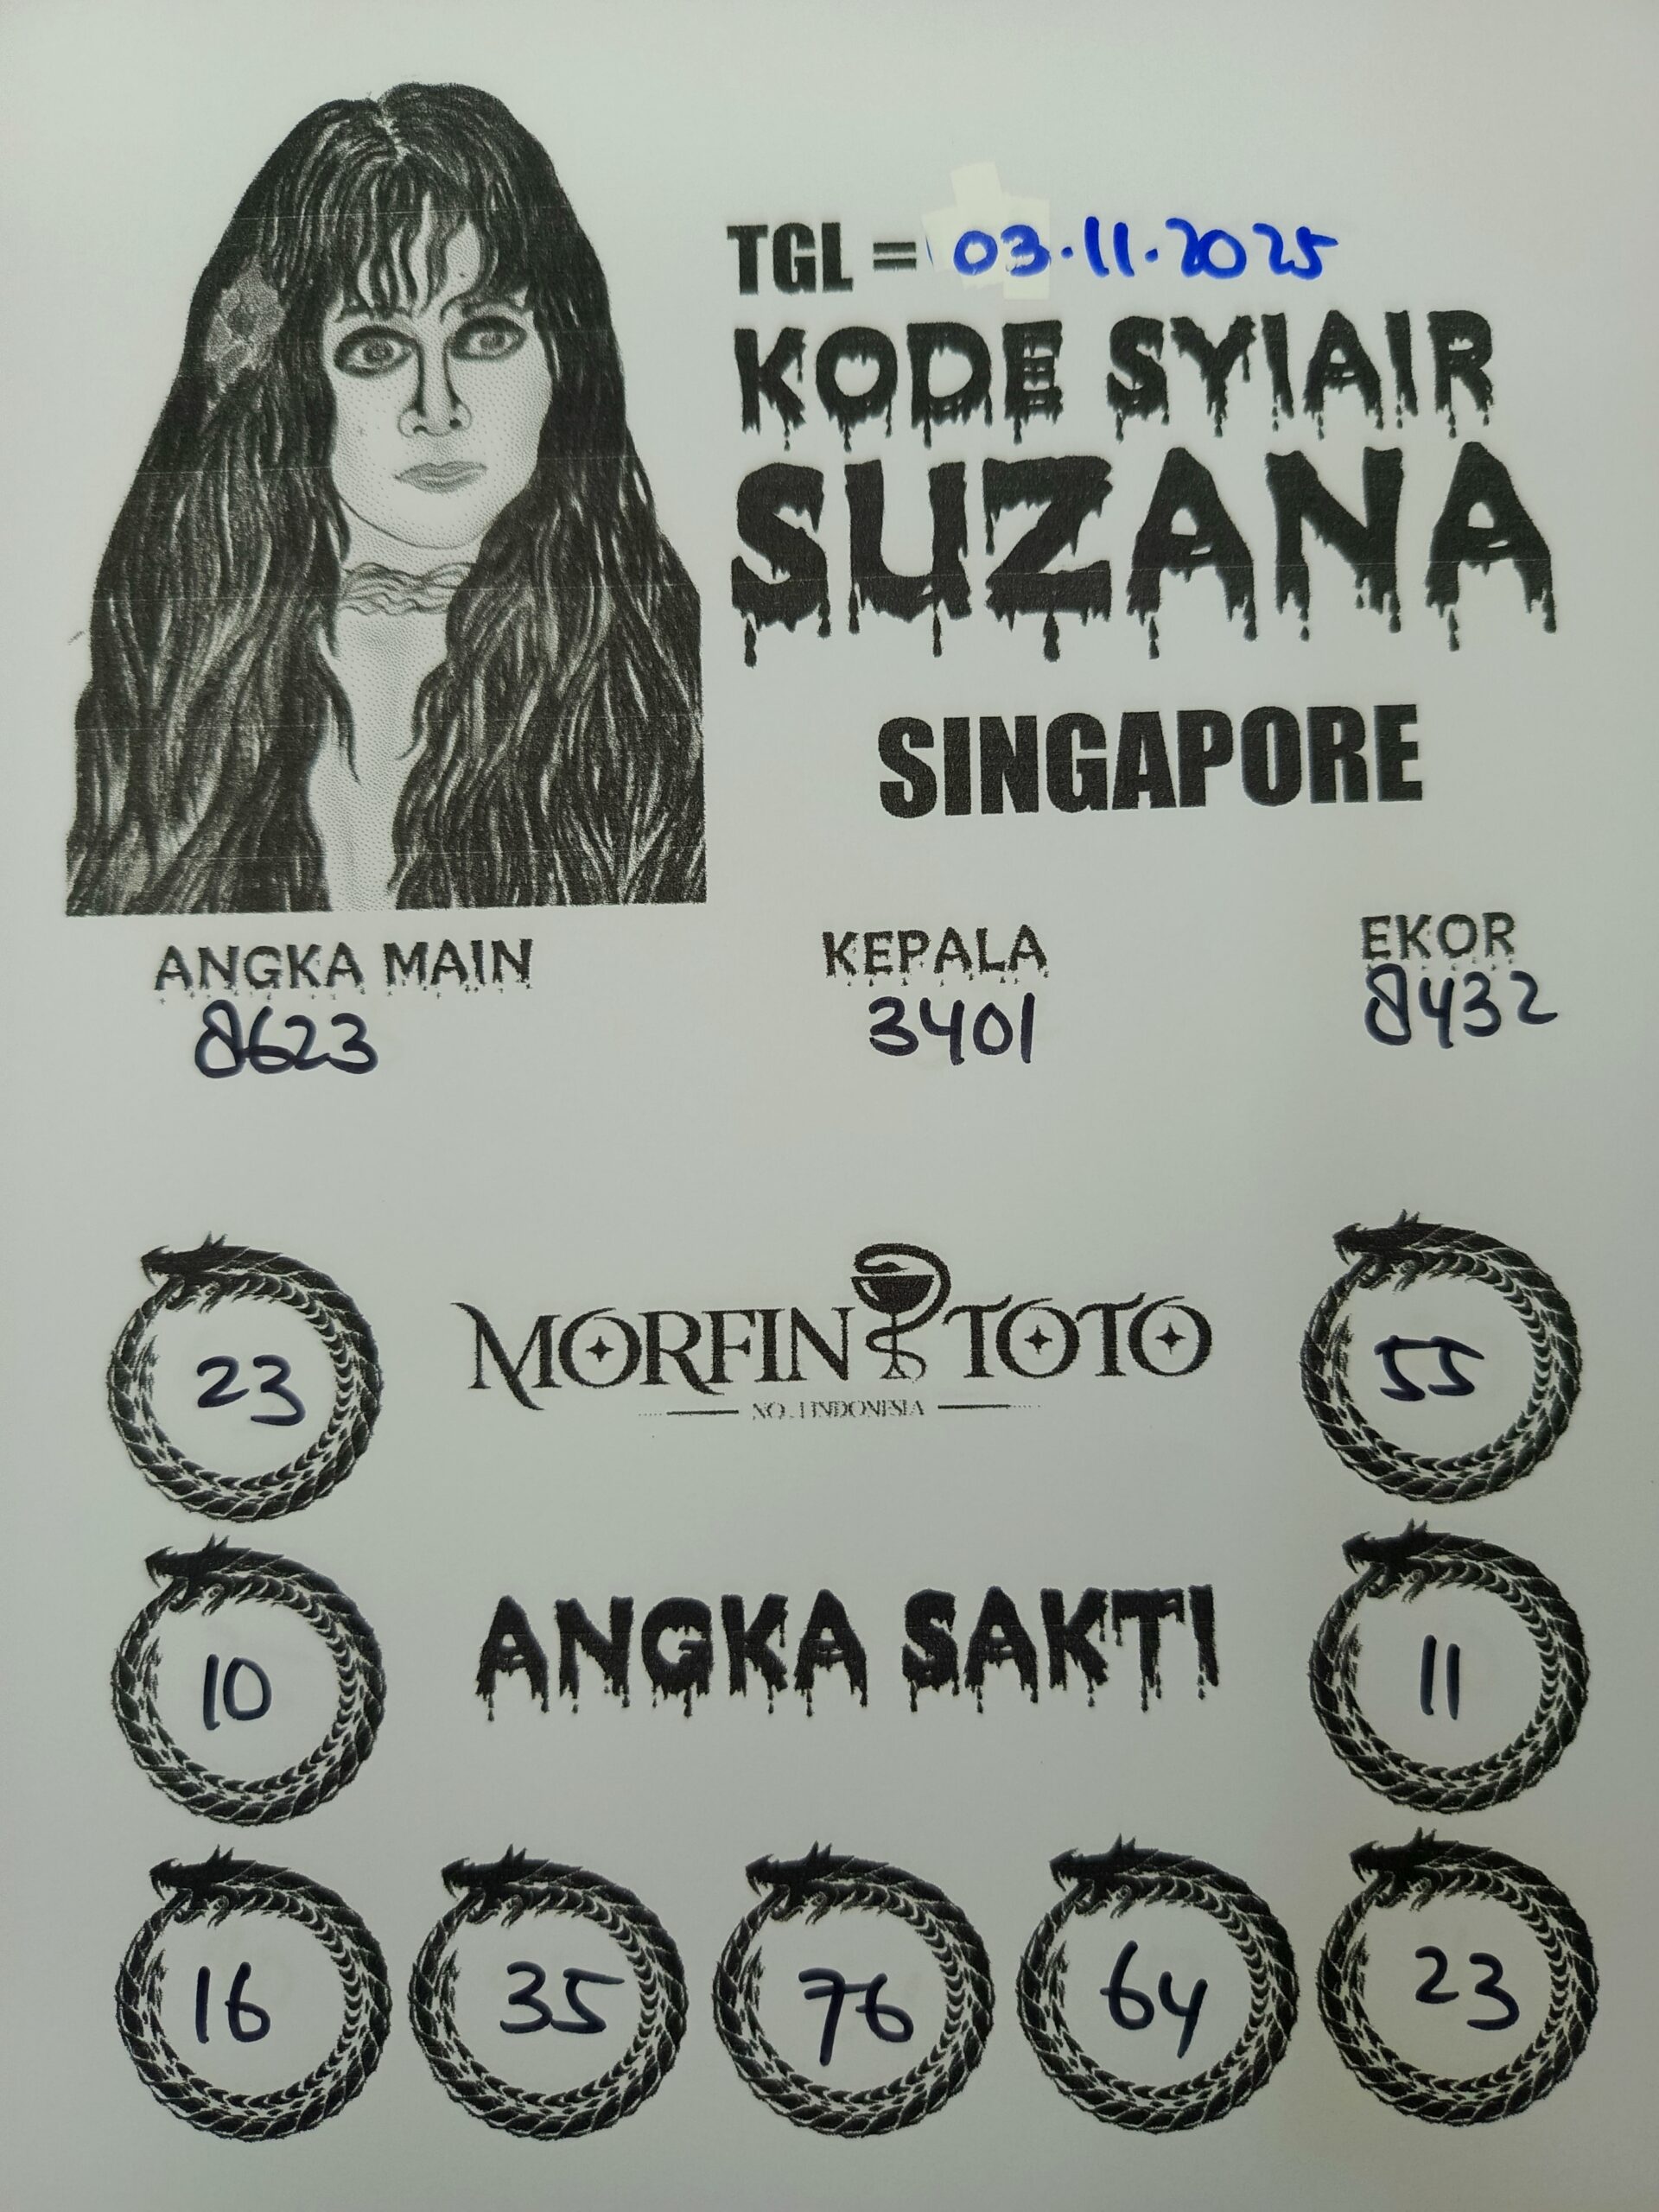 TGL = 03.11.2025
KODE SYIAIR
SUZANA
SINGAPORE
ANGKA MAIN KEPALA EKOR
8623 3401 8432
23 MORFIN TOTO 55
NO.1 INDONESIA
10 ANGKA SAKTI 11
16 35 76 64 23